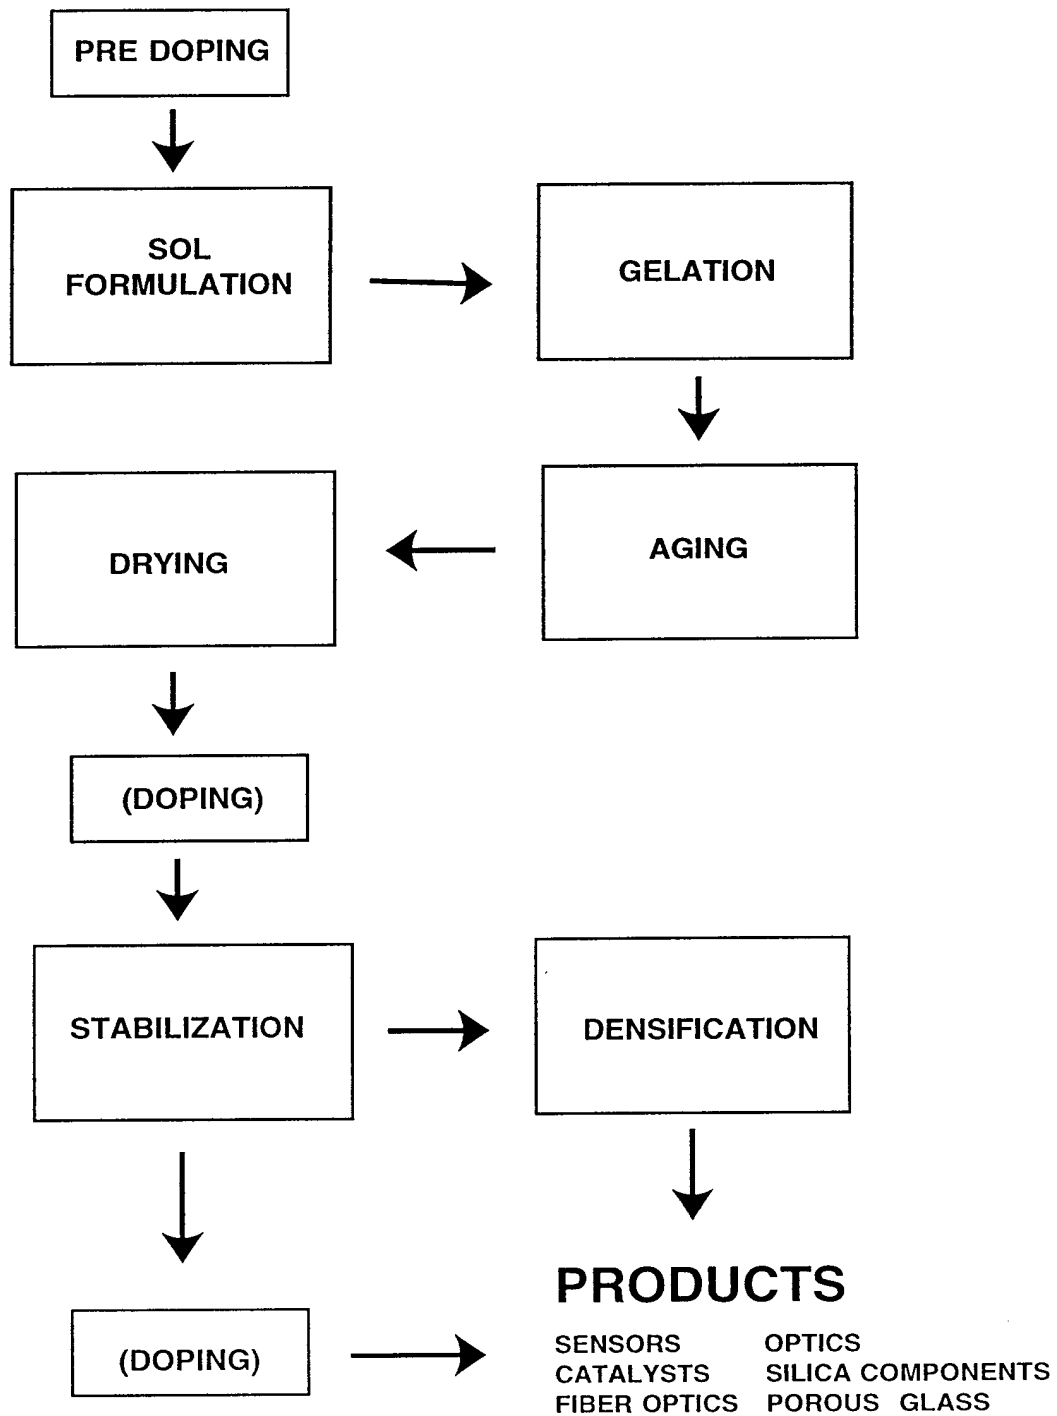 PRE DOPING
SOL
FORMULATION
GELATION
AGING
DRYING
(DOPING)
STABILIZATION
DENSIFICATION
(DOPING)
PRODUCTS
SENSORS OPTICS
CATALYSTS SILICA COMPONENTS
FIBER OPTICS POROUS GLASS